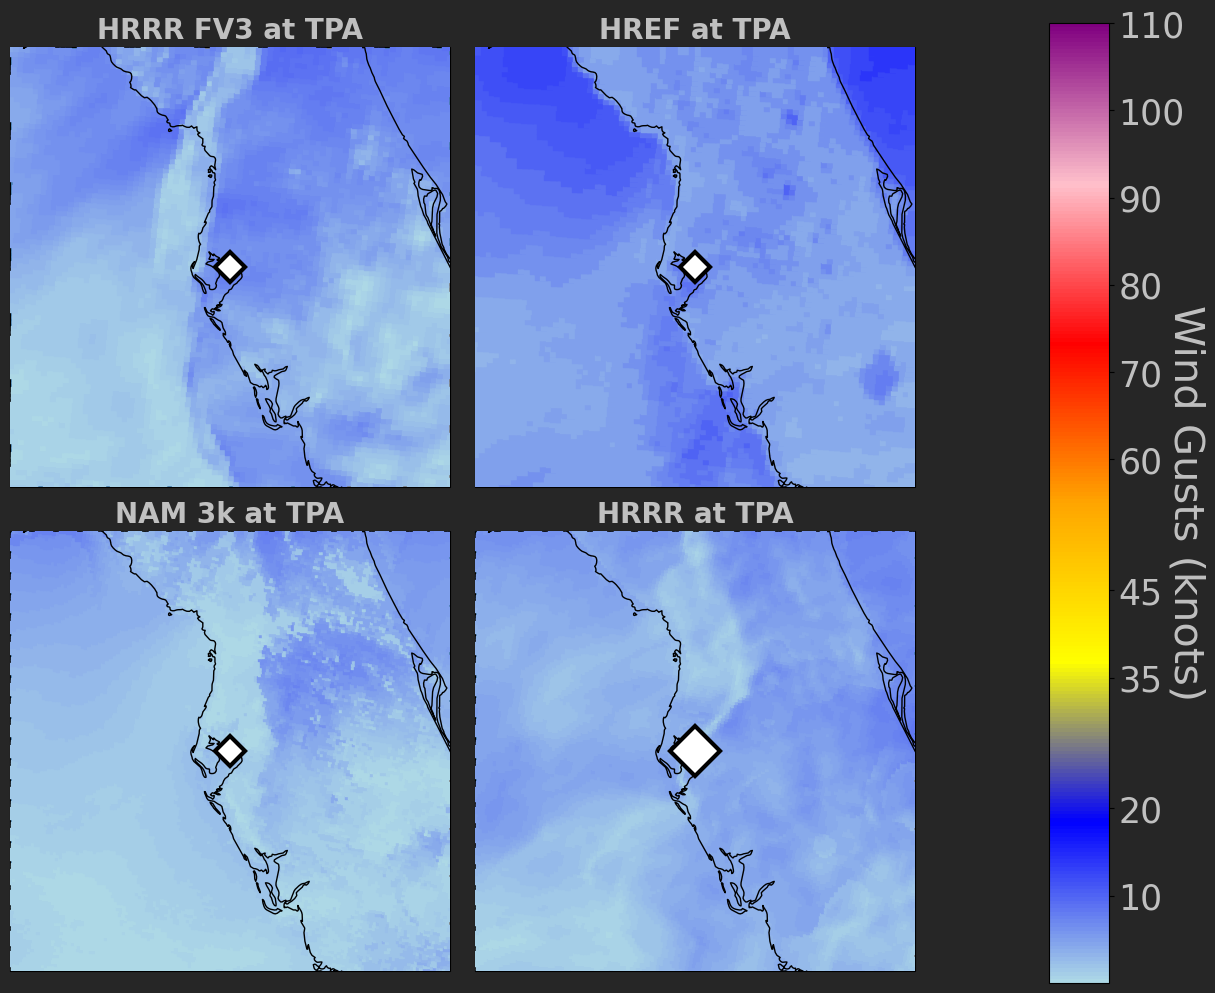 HRRR FV3 at TPA
HREF at TPA
NAM 3k at TPA
HRRR at TPA
110
100
90
80
70
60
45
35
20
10
Wind Gusts (knots)